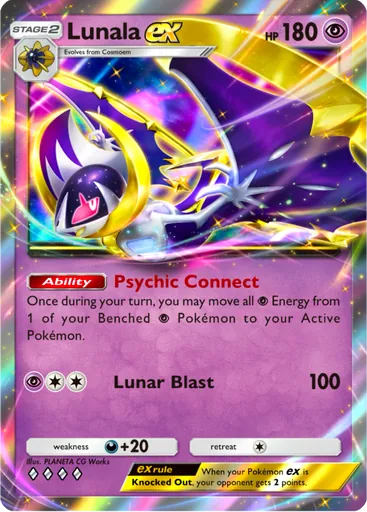 STAGE2 Lunala ex HP 180
Evolves from Cosmoem
Ability Psychic Connect
Once during your turn, you may move all Energy from
1 of your Benched Pokémon to your Active
Pokémon.
Lunar Blast 100
weakness +20 retreat
Illus. PLANETA CG Works
ex rule When your Pokémon ex is
Knocked Out, your opponent gets 2 points.